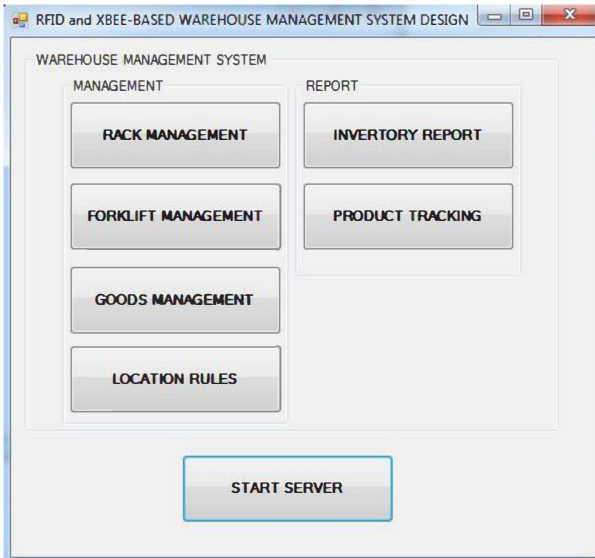 RFID and XBEE-BASED WAREHOUSE MANAGEMENT SYSTEM DESIGN
WAREHOUSE MANAGEMENT SYSTEM
MANAGEMENT
REPORT
RACK MANAGEMENT
INVERTORY REPORT
FORKLIFT MANAGEMENT
PRODUCT TRACKING
GOODS MANAGEMENT
LOCATION RULES
START SERVER